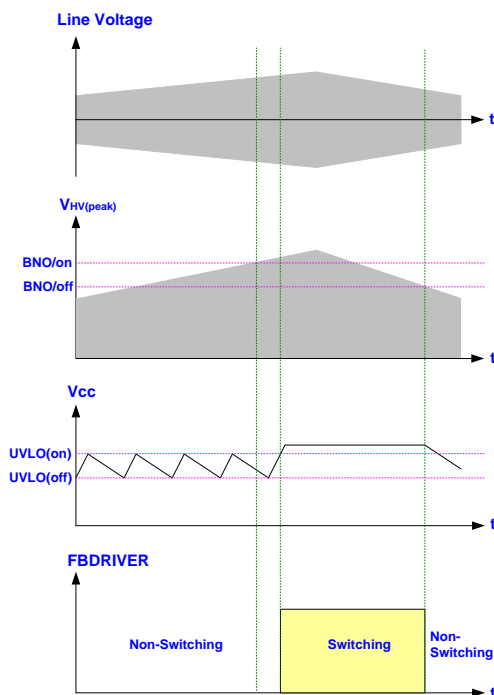 Line Voltage
t
VHV(peak)
BNO/on
BNO/off
t
Vcc
UVLO(on)
UVLO(off)
t
FBDRIVER
Non-Switching
Switching
Non-
Switching
t